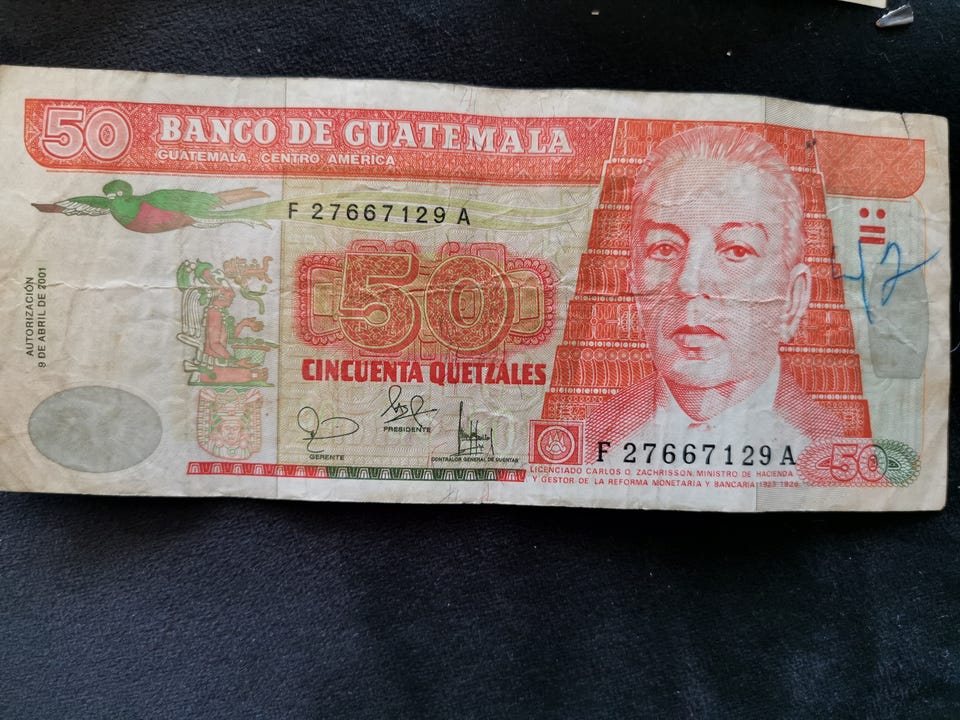 50 BANCO DE GUATEMALA
GUATEMALA, CENTRO AMERICA
F 27667129 A
AUTORIZACIÓN
9 DE ABRIL DE 2001
50
CINCUENTA QUETZALES
GERENTE
PRESIDENTE
CONTRALOR GENERAL DE CUENTAS
F 27667129 A
50
LICENCIADO CARLOS O. ZACHRISSON, MINISTRO DE HACIENDA
Y GESTOR DE LA REFORMA MONETARIA Y BANCARIA 1923-1926